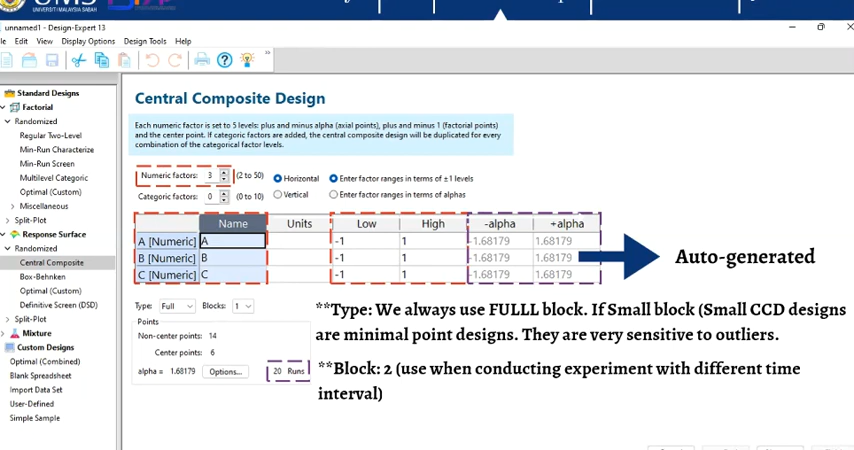 UMS
UNIVERSITI MALAYSIA SABAH
unnamed1 - Design-Expert 13
le Edit View Display Options Design Tools Help
Standard Designs
Factorial
Randomized
Regular Two-Level
Min-Run Characterize
Min-Run Screen
Multilevel Categoric
Optimal (Custom)
Miscellaneous
Split-Plot
Response Surface
Randomized
Central Composite
Box-Behnken
Optimal (Custom)
Definitive Screen (DSD)
Split-Plot
Mixture
Custom Designs
Optimal (Combined)
Blank Spreadsheet
Import Data Set
User-Defined
Simple Sample
Central Composite Design
Each numeric factor is set to 5 levels: plus and minus alpha (axial points), plus and minus 1 (factorial points)
and the center point. If categoric factors are added, the central composite design will be duplicated for every
combination of the categorical factor levels.
Numeric factors: 3 (2 to 50) Horizontal Enter factor ranges in terms of ±1 levels
Categoric factors: 0 (0 to 10) Vertical Enter factor ranges in terms of alphas
Name Units Low High -alpha +alpha
A [Numeric] A -1 1 -1.68179 1.68179
B [Numeric] B -1 1 -1.68179 1.68179
C [Numeric] C -1 1 -1.68179 1.68179
Auto-generated
Type: Full Blocks: 1
Points
Non-center points: 14
Center points: 6
alpha = 1.68179 Options... 20 Runs
**Type: We always use FULLL block. If Small block (Small CCD designs
are minimal point designs. They are very sensitive to outliers.
**Block: 2 (use when conducting experiment with different time
interval)